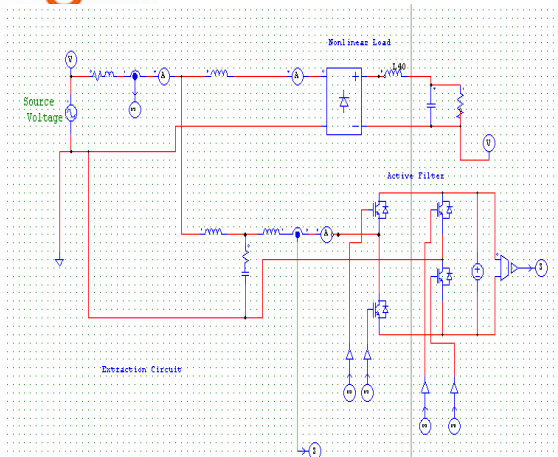 Nonlinear Load
V
A
A
L40
Source
Voltage
V
Active Filter
A
S
Extraction Circuit
S